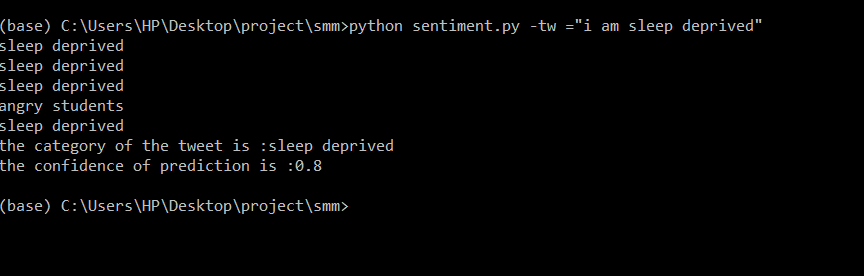 (base) C:\Users\HP\Desktop\project\smm>python sentiment.py -tw ="i am sleep deprived"
sleep deprived
sleep deprived
sleep deprived
angry students
sleep deprived
the category of the tweet is :sleep deprived
the confidence of prediction is :0.8
(base) C:\Users\HP\Desktop\project\smm>